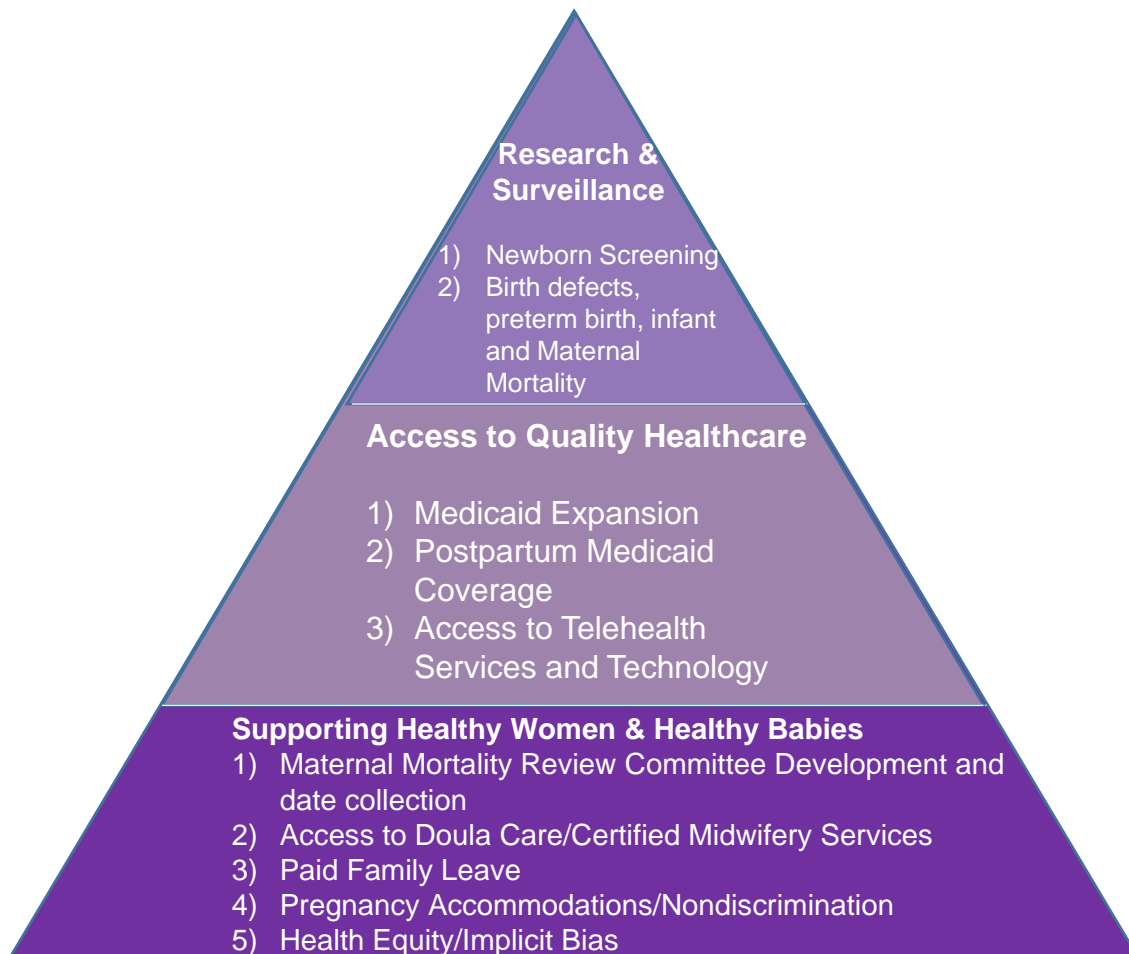 Research &
Surveillance
1) Newborn Screening
2) Birth defects,
preterm birth, infant
and Maternal
Mortality
Access to Quality Healthcare
1) Medicaid Expansion
2) Postpartum Medicaid
Coverage
3) Access to Telehealth
Services and Technology
Supporting Healthy Women & Healthy Babies
1) Maternal Mortality Review Committee Development and
date collection
2) Access to Doula Care/Certified Midwifery Services
3) Paid Family Leave
4) Pregnancy Accommodations/Nondiscrimination
5) Health Equity/Implicit Bias